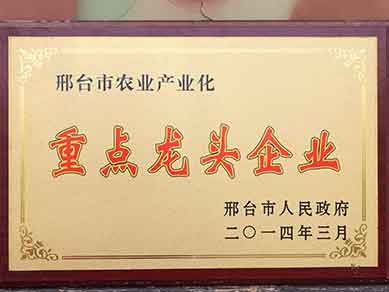 邢台市农业产业化
重点龙头企业
邢台市人民政府
二〇一四年三月